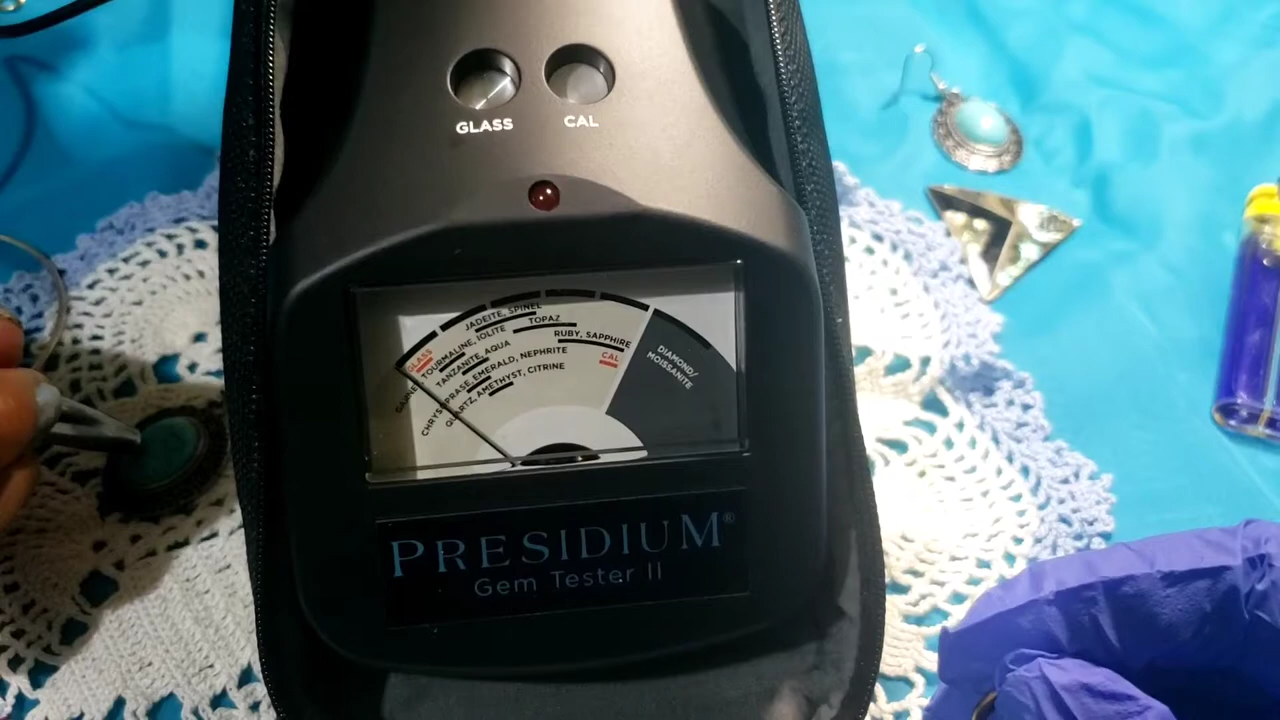 GLASS CAL
JADEITE, SPINEL
TOPAZ
GLASS TOURMALINE, IOLITE
RUBY, SAPPHIRE
TANZANITE, AQUA
CAL
EMERALD, NEPHRITE
QUARTZ, AMETHYST, CITRINE
DIAMOND/
MOISSANITE
PRESIDIUM®
Gem Tester II